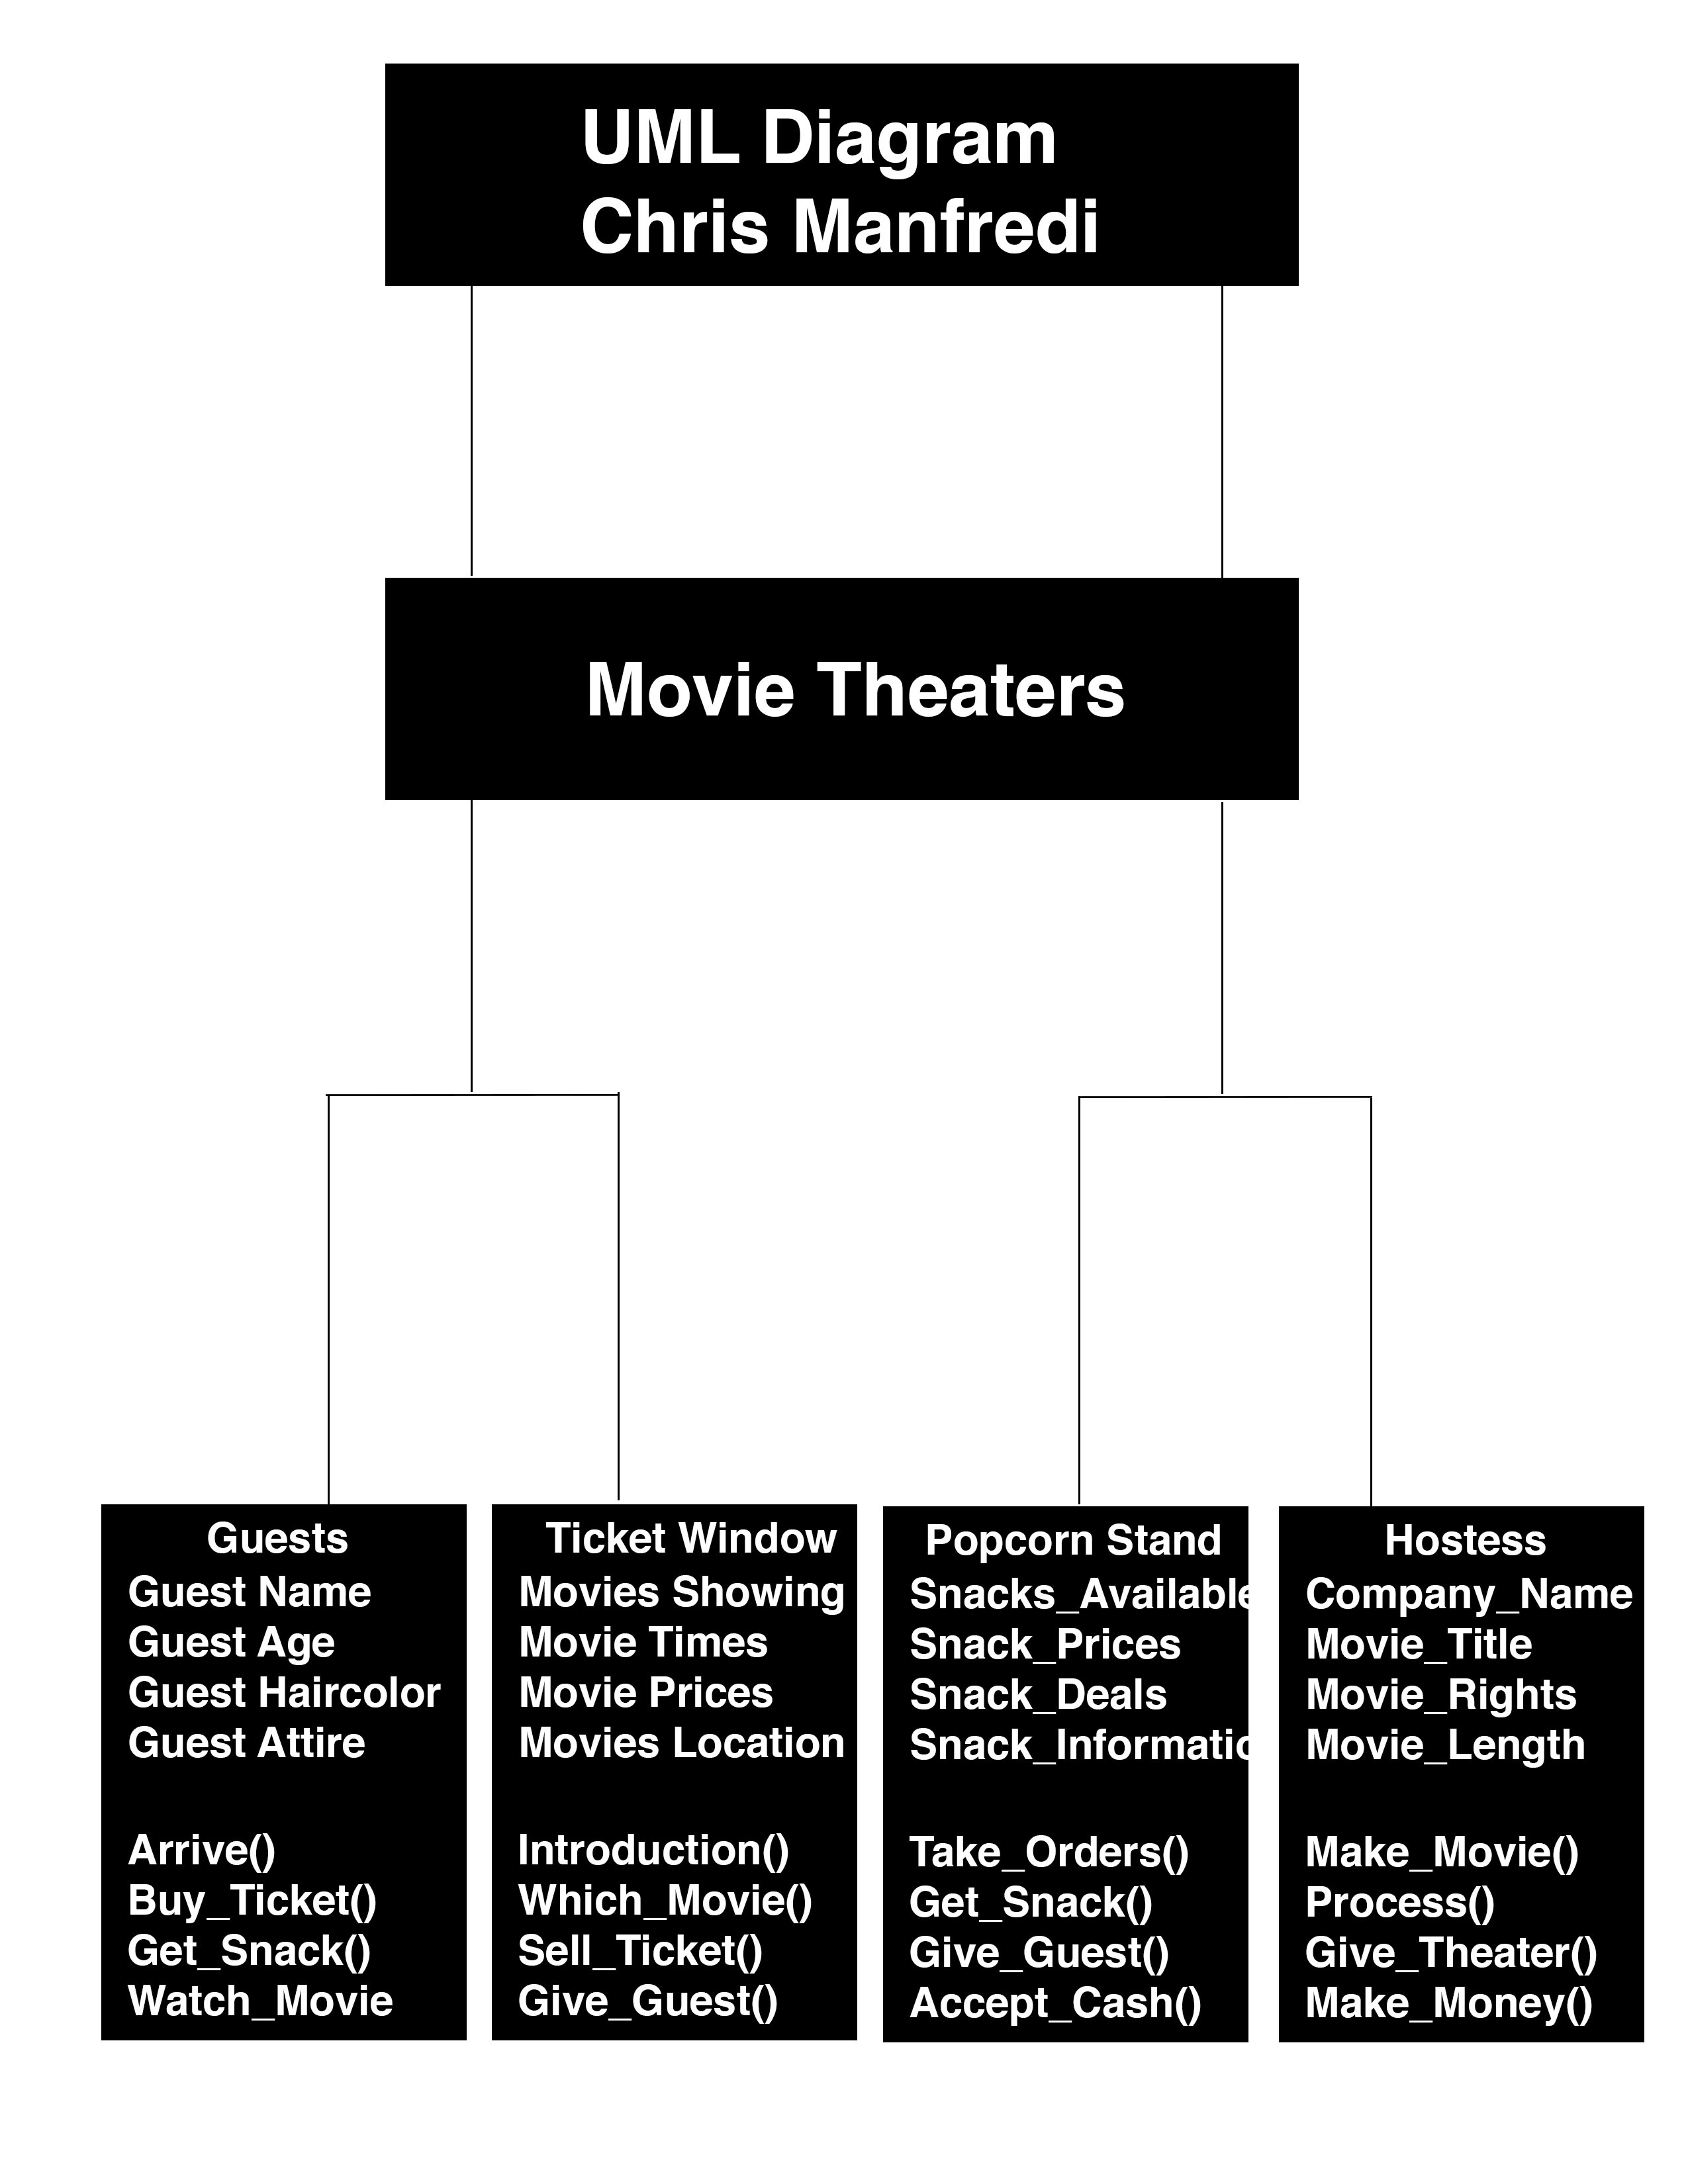 UML Diagram
Chris Manfredi
Movie Theaters
Guests
Guest Name
Guest Age
Guest Haircolor
Guest Attire
Arrive()
Buy_Ticket()
Get_Snack()
Watch_Movie
Ticket Window
Movies Showing
Movie Times
Movie Prices
Movies Location
Introduction()
Which_Movie()
Sell_Ticket()
Give_Guest()
Popcorn Stand
Snacks_Available
Snack_Prices
Snack_Deals
Snack_Informatio
Take_Orders()
Get_Snack()
Give_Guest()
Accept_Cash()
Hostess
Company_Name
Movie_Title
Movie_Rights
Movie_Length
Make_Movie()
Process()
Give_Theater()
Make_Money()